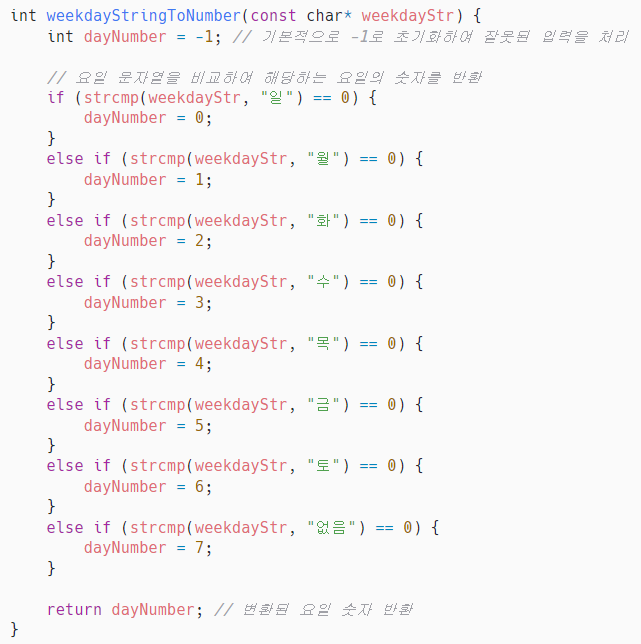 int weekdayStringToNumber(const char* weekdayStr) {
    int dayNumber = -1; // 기본적으로 -1로 초기화하여 잘못된 입력을 처리

    // 요일 문자열을 비교하여 해당하는 요일의 숫자를 반환
    if (strcmp(weekdayStr, "일") == 0) {
        dayNumber = 0;
    }
    else if (strcmp(weekdayStr, "월") == 0) {
        dayNumber = 1;
    }
    else if (strcmp(weekdayStr, "화") == 0) {
        dayNumber = 2;
    }
    else if (strcmp(weekdayStr, "수") == 0) {
        dayNumber = 3;
    }
    else if (strcmp(weekdayStr, "목") == 0) {
        dayNumber = 4;
    }
    else if (strcmp(weekdayStr, "금") == 0) {
        dayNumber = 5;
    }
    else if (strcmp(weekdayStr, "토") == 0) {
        dayNumber = 6;
    }
    else if (strcmp(weekdayStr, "없음") == 0) {
        dayNumber = 7;
    }

    return dayNumber; // 변환된 요일 숫자 반환
}